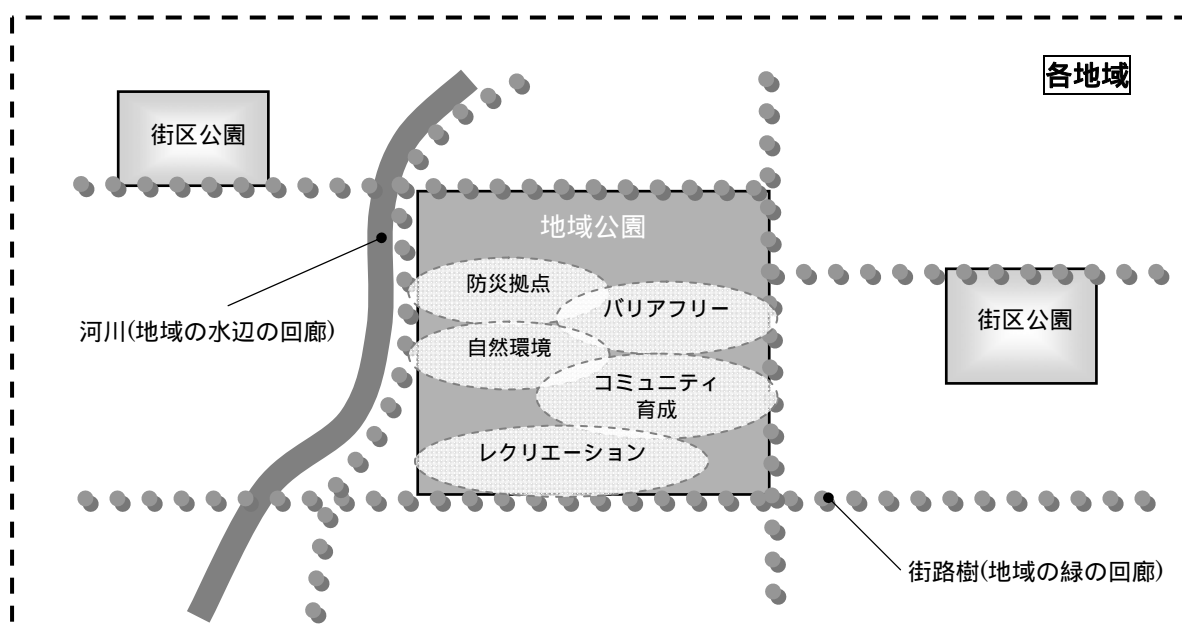 各地域
街区公園
地域公園
防災拠点
バリアフリー
自然環境
コミュニティ
育成
レクリエーション
街区公園
河川(地域の水辺の回廊)
街路樹(地域の緑の回廊)